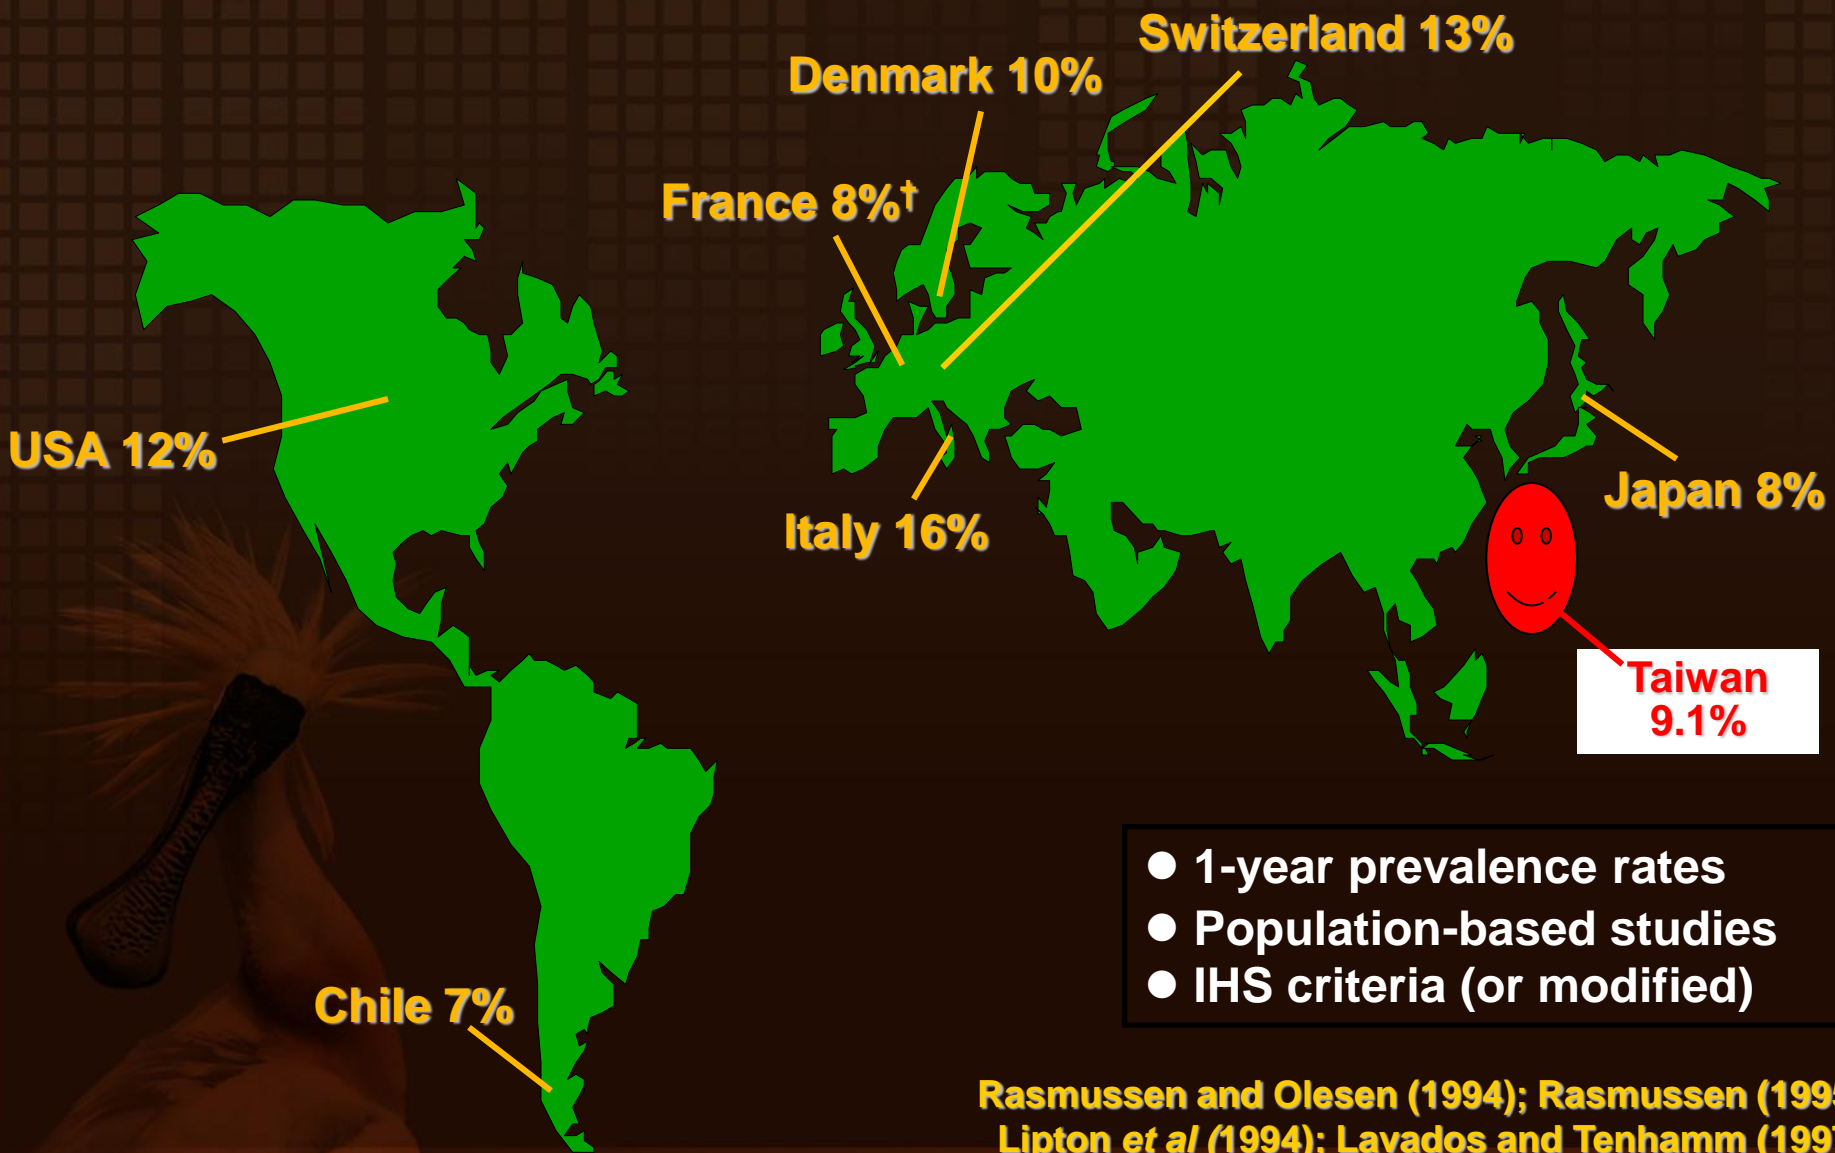 Switzerland 13%
Denmark 10%
France 8%†
USA 12%
Italy 16%
Japan 8%
Taiwan
9.1%
Chile 7%
● 1-year prevalence rates
● Population-based studies
● IHS criteria (or modified)
Rasmussen and Olesen (1994); Rasmussen (199
Lipton et al (1994); Lavados and Tenhamm (199